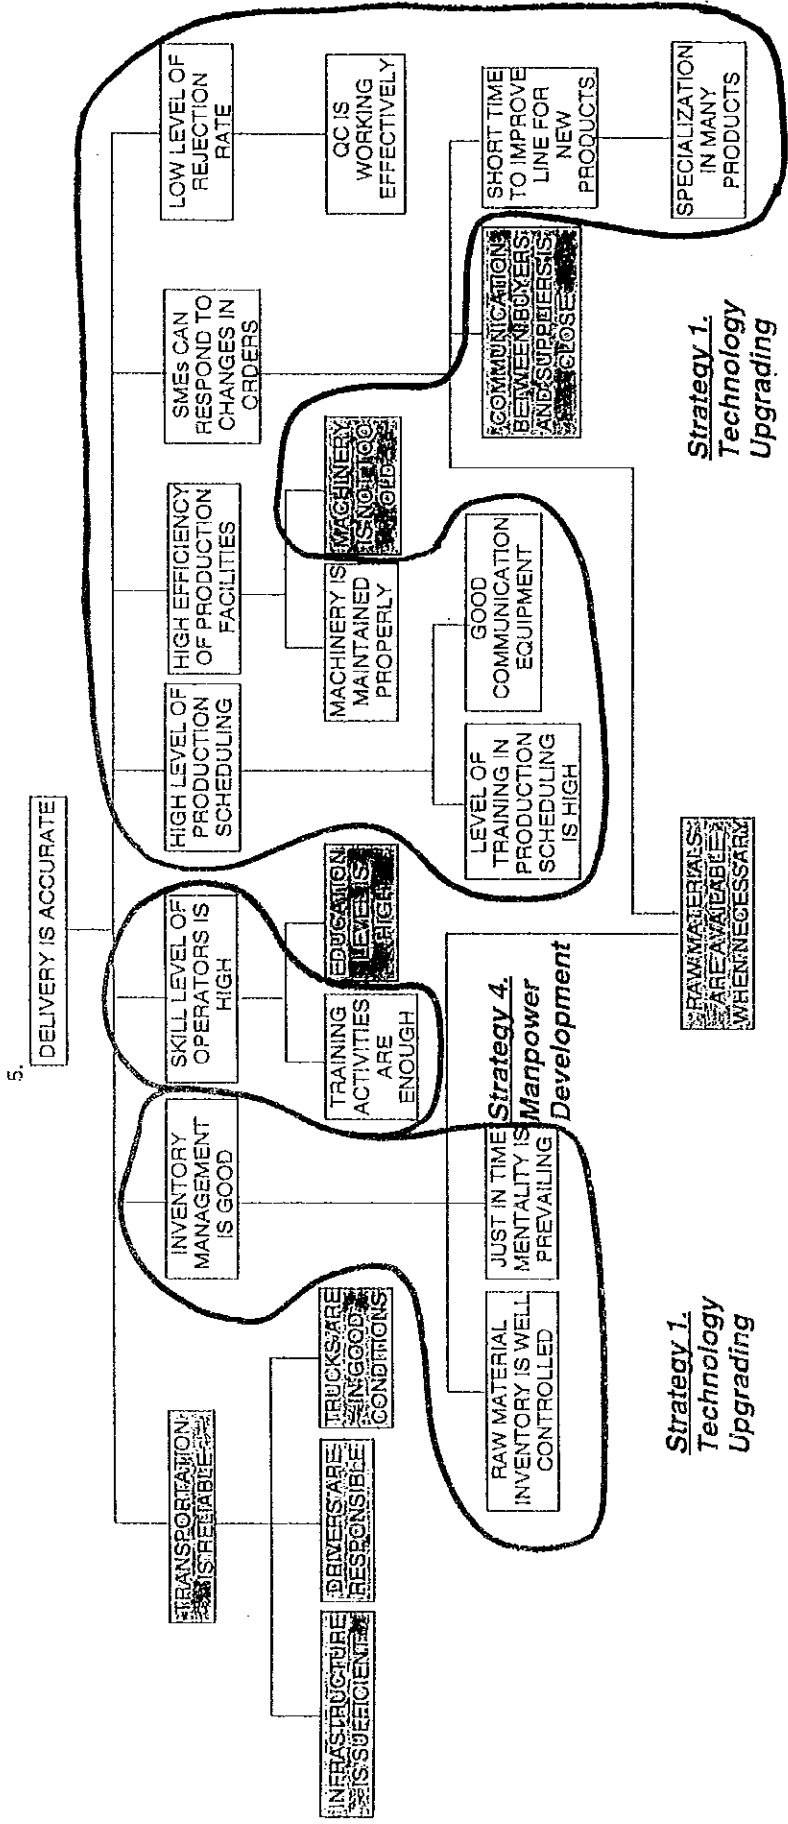 5.
DELIVERY IS ACCURATE
TRANSPORTATION
IS RELIABLE
INVENTORY
MANAGEMENT
IS GOOD
SKILL LEVEL OF
OPERATORS IS
HIGH
HIGH LEVEL OF
PRODUCTION
SCHEDULING
HIGH EFFICIENCY
OF PRODUCTION
FACILITIES
SMEs CAN
RESPOND TO
CHANGES IN
ORDERS
LOW LEVEL OF
REJECTION
RATE
INFRASTRUCTURE
IS SUFFICIENT
DRIVERS ARE
RESPONSIBLE
TRUCKS ARE
IN GOOD
CONDITIONS
TRAINING
ACTIVITIES
ARE
ENOUGH
EDUCATION
LEVEL IS
HIGH
MACHINERY IS
MAINTAINED
PROPERLY
MACHINERY
IS NOT TOO
OLD
QC IS
WORKING
EFFECTIVELY
RAW MATERIAL
INVENTORY IS WELL
CONTROLLED
JUST IN TIME
MENTALITY IS
PREVAILING
Strategy 4.
Manpower
Development
LEVEL OF
TRAINING IN
PRODUCTION
SCHEDULING
IS HIGH
GOOD
COMMUNICATION
EQUIPMENT
COMMUNICATION
BETWEEN BUYERS
AND SUPPLIERS IS
CLOSE
SHORT TIME
TO IMPROVE
LINE FOR
NEW
PRODUCTS
Strategy 1.
Technology
Upgrading
RAW MATERIALS
ARE AVAILABLE
WHEN NECESSARY
Strategy 1.
Technology
Upgrading
SPECIALIZATION
IN MANY
PRODUCTS